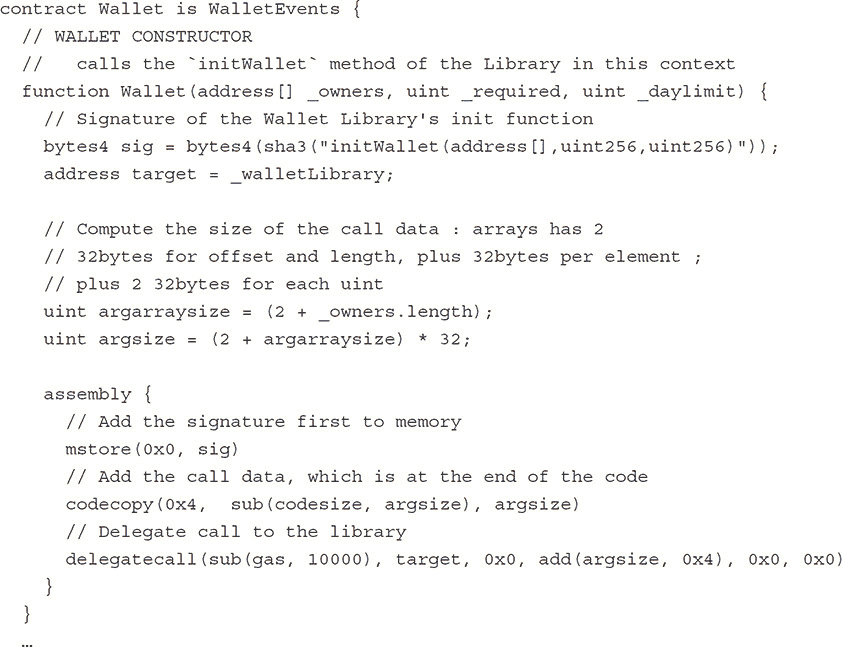 contract Wallet is WalletEvents {
// WALLET CONSTRUCTOR
//   calls the `initWallet` method of the Library in this context
function Wallet(address[] _owners, uint _required, uint _daylimit) {
// Signature of the Wallet Library's init function
bytes4 sig = bytes4(sha3("initWallet(address[],uint256,uint256)"));
address target = _walletLibrary;
// Compute the size of the call data : arrays has 2
// 32bytes for offset and length, plus 32bytes per element ;
// plus 2 32bytes for each uint
uint argarraysize = (2 + _owners.length);
uint argsize = (2 + argarraysize) * 32;
assembly {
// Add the signature first to memory
mstore(0x0, sig)
// Add the call data, which is at the end of the code
codecopy(0x4,  sub(codesize, argsize), argsize)
// Delegate call to the library
delegatecall(sub(gas, 10000), target, 0x0, add(argsize, 0x4), 0x0, 0x0)
}
}
…